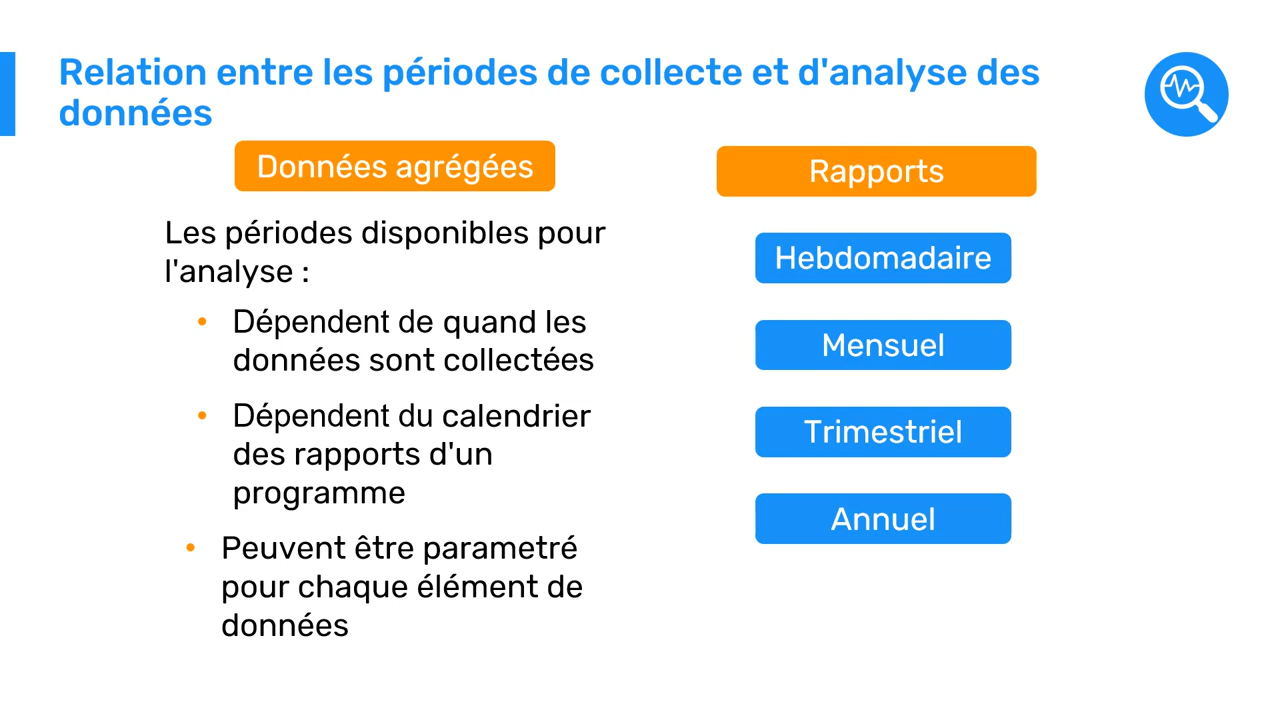 Relation entre les périodes de collecte et d'analyse des
données
Données agrégées
Les périodes disponibles pour
l'analyse :
• Dépendent de quand les
données sont collectées
• Dépendent du calendrier
des rapports d'un
programme
• Peuvent être parametré
pour chaque élément de
données
Rapports
Hebdomadaire
Mensuel
Trimestriel
Annuel